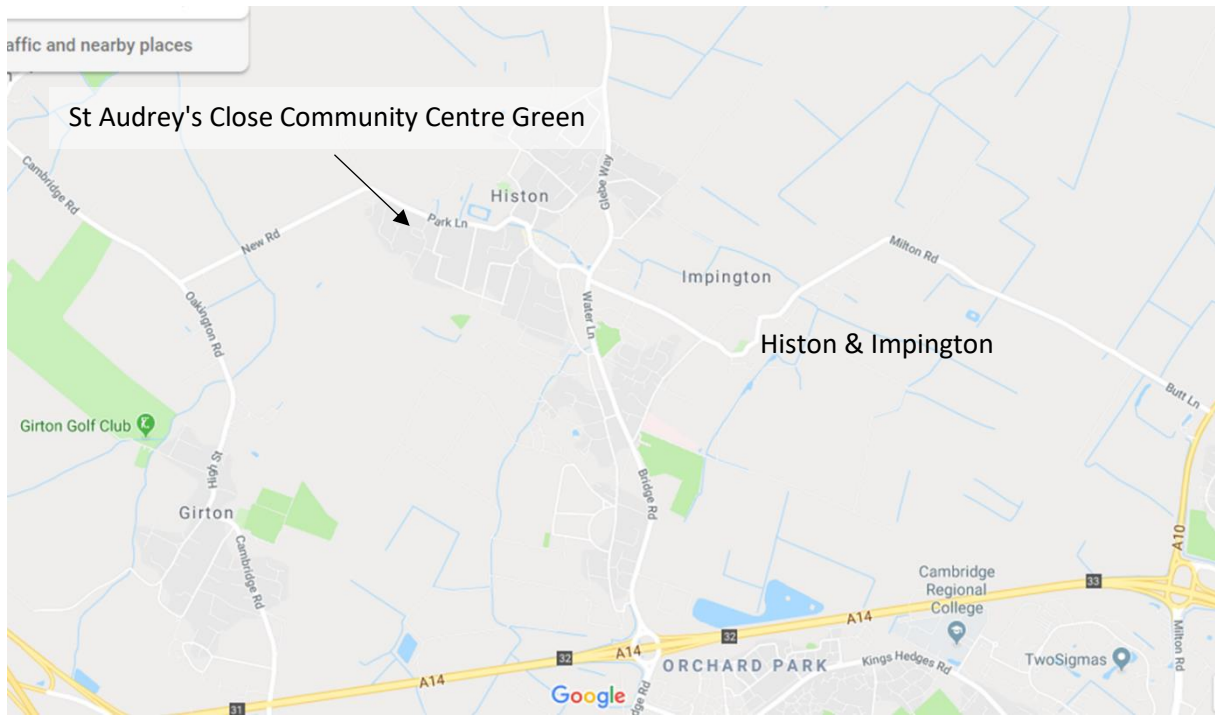 affic and nearby places
St Audrey's Close Community Centre Green
Cambridge Rd
Histon
Glebe Way
Park Ln
New Rd
Milton Rd
Impington
Oakington Rd
Water Ln
Histon & Impington
Butt Ln
Girton Golf Club
High St
Bridge Rd
Girton
Cambridge Rd
A10
Cambridge
Regional
College
33
A14
32
A14
32
ORCHARD PARK
Kings Hedges Rd
TwoSigmas
Milton Rd
A14
Google
dge Rd
31